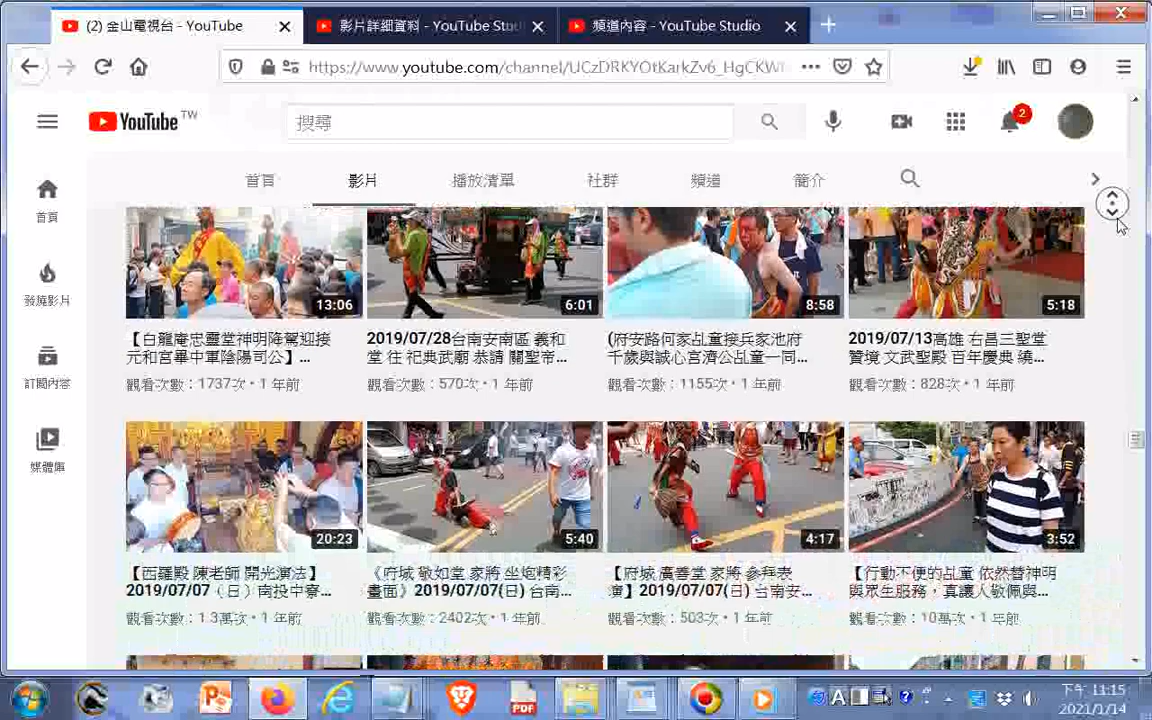 (2) 金山電視台 - YouTube
影片詳細資料 - YouTube Stu
頻道內容 - YouTube Studio
https://www.youtube.com/channel/UCzDRKYOtKarkZv6_HgCKW
YouTube TW
搜尋
2
首頁
影片
播放清單
社群
頻道
簡介
首頁
發燒影片
訂閱內容
媒體庫
13:06
6:01
8:58
5:18
【白龍庵忠靈堂神明降駕迎接
元和宮畢中軍陰陽司公】...
觀看次數：1737次 • 1 年前
2019/07/28台南安南區 義和
堂 往 祀典武廟 恭請 關聖帝...
觀看次數：570次 • 1 年前
(府安路何家乩童接兵家池府
千歲與誠心宮濟公乩童一同...
觀看次數：1155次 • 1 年前
2019/07/13高雄 右昌三聖堂
贊境 文武聖殿 百年慶典 繞...
觀看次數：828次 • 1 年前
20:23
5:40
4:17
3:52
【西羅殿 陳老師 開光演法】
2019/07/07（日）南投中寮...
觀看次數：1.3萬次 • 1 年前
《府城 敬如堂 家將 坐炮精彩
畫面》2019/07/07(日) 台南...
觀看次數：2402次 • 1 年前
【府城 廣善堂 家將 參拜表
演】2019/07/07(日) 台南安...
觀看次數：503次 • 1 年前
【行動不便的乩童 依然替神明
與眾生服務，真讓人敬佩與...
觀看次數：10萬次 • 1 年前
PDF
A
下午 11:15
2021/1/14